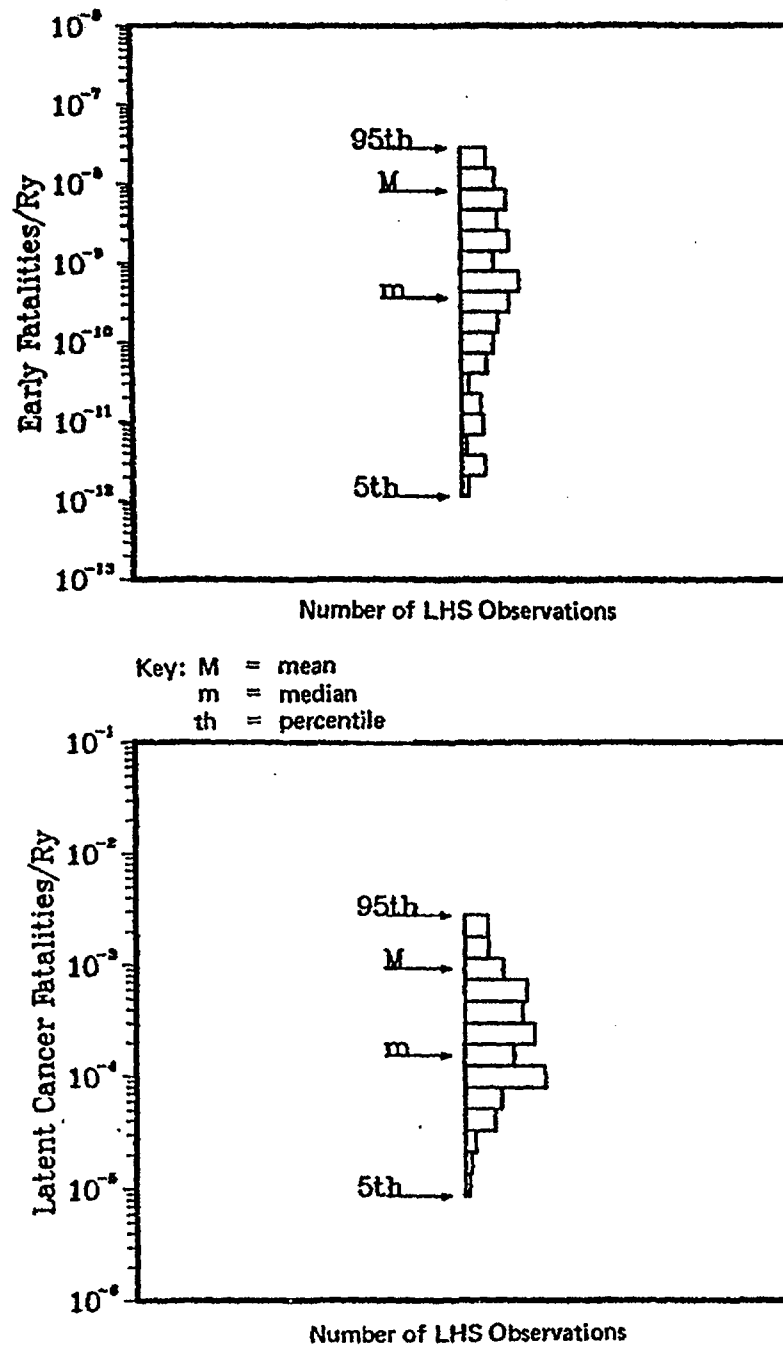 10⁻⁶
10⁻⁷
95th
10⁻⁸
M
10⁻⁹
m
10⁻¹⁰
10⁻¹¹
5th
10⁻¹²
10⁻¹³
Early Fatalities/Ry
Number of LHS Observations
Key: M = mean
m = median
th = percentile
10⁻¹
10⁻²
95th
10⁻³
M
m
10⁻⁴
5th
10⁻⁵
10⁻⁶
Latent Cancer Fatalities/Ry
Number of LHS Observations